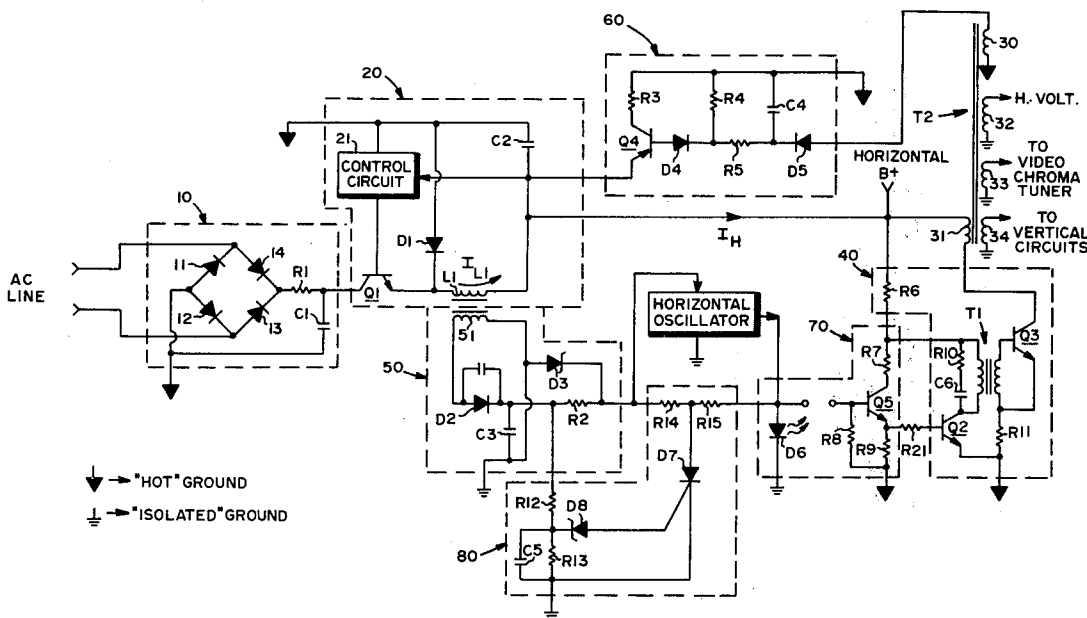 60
30
20
R3
R4
C4
T2
H.-VOLT.
32
C2
Q4
D4
R5
D5
TO
VIDEO
CHROMA
TUNER
33
21
CONTROL
CIRCUIT
HORIZONTAL
B+
10
D1
I_H
31
34
TO
VERTICAL
CIRCUITS
11
14
R1
L1
I_L1
40
AC
LINE
Q1
R6
12
13
C1
51
HORIZONTAL
OSCILLATOR
70
T1
Q3
50
D3
R7
R10
C6
D2
C3
R2
R14
R15
Q5
Q2
R8
R9
R21
R11
D6
D7
"HOT" GROUND
"ISOLATED" GROUND
R12
D8
80
C5
R13